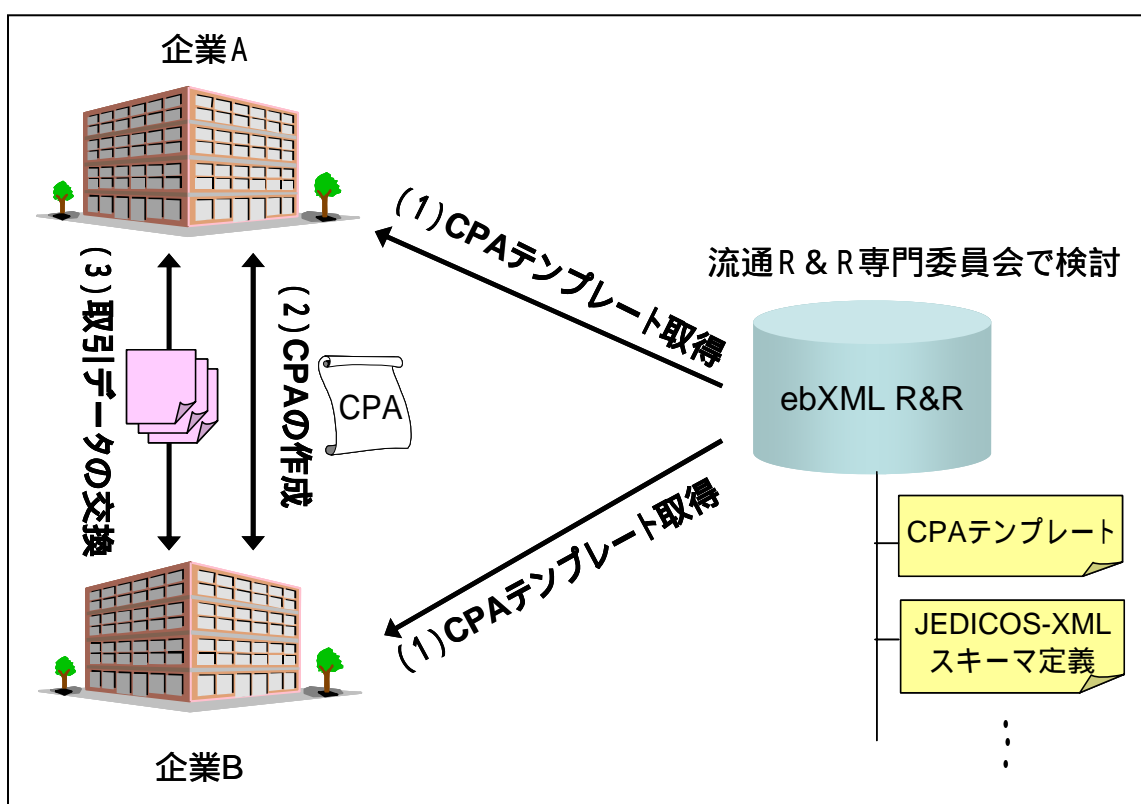 企業A
(1)CPAテンプレート取得
流通R&R専門委員会で検討
ebXML R&R
(3)取引データの交換
(2)CPAの作成
CPA
(1)CPAテンプレート取得
CPAテンプレート
JEDICOS-XML
スキーマ定義
企業B